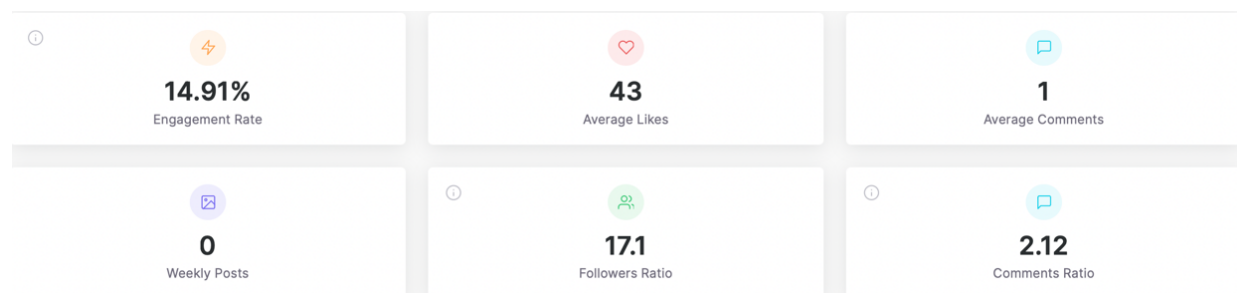 14.91%
Engagement Rate
43
Average Likes
1
Average Comments
0
Weekly Posts
17.1
Followers Ratio
2.12
Comments Ratio